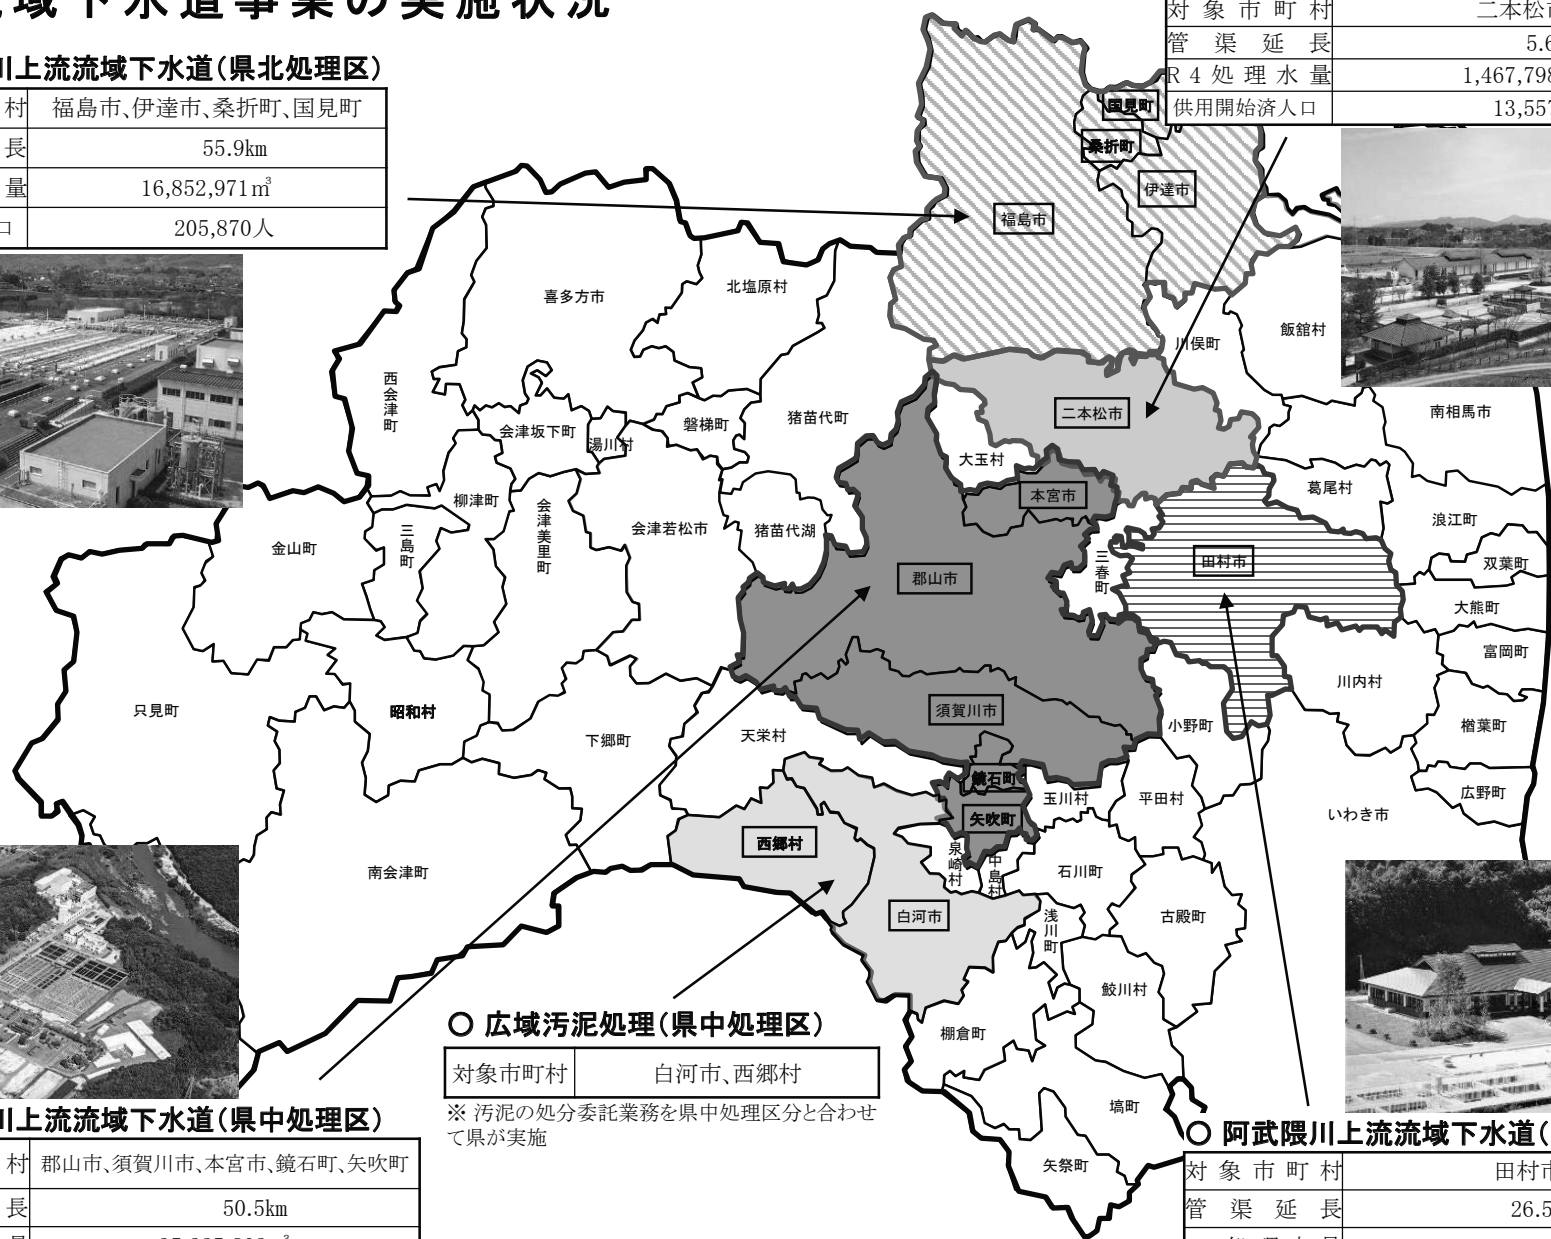 域下水道事業の実施状況
川上流流域下水道(県北処理区)
村 福島市、伊達市、桑折町、国見町
長 55.9km
量 16,852,971㎥
口 205,870人
対象市町村 二本松市
管渠延長 5.6
R4処理水量 1,467,798
供用開始済人口 13,557
国見町
桑折町
伊達市
福島市
北塩原村
喜多方市
飯舘村
川俣町
西会津町
南相馬市
二本松市
猪苗代町
磐梯町
会津坂下町
湯川村
大玉村
葛尾村
本宮市
柳津町
浪江町
会津若松市
猪苗代湖
会津美里町
三島町
金山町
田村市
双葉町
三春町
郡山市
大熊町
富岡町
川内村
只見町
昭和村
須賀川市
小野町
楢葉町
天栄村
下郷町
鏡石町
広野町
玉川村
平田村
いわき市
矢吹町
西郷村
泉崎村
中島村
石川町
南会津町
白河市
古殿町
浅川町
鮫川村
棚倉町
塙町
矢祭町
○ 広域汚泥処理(県中処理区)
対象市町村 白河市、西郷村
※ 汚泥の処分委託業務を県中処理区分と合わせ
て県が実施
川上流流域下水道(県中処理区)
村 郡山市、須賀川市、本宮市、鏡石町、矢吹町
長 50.5km
○ 阿武隈川上流流域下水道(
対象市町村 田村市
管渠延長 26.5